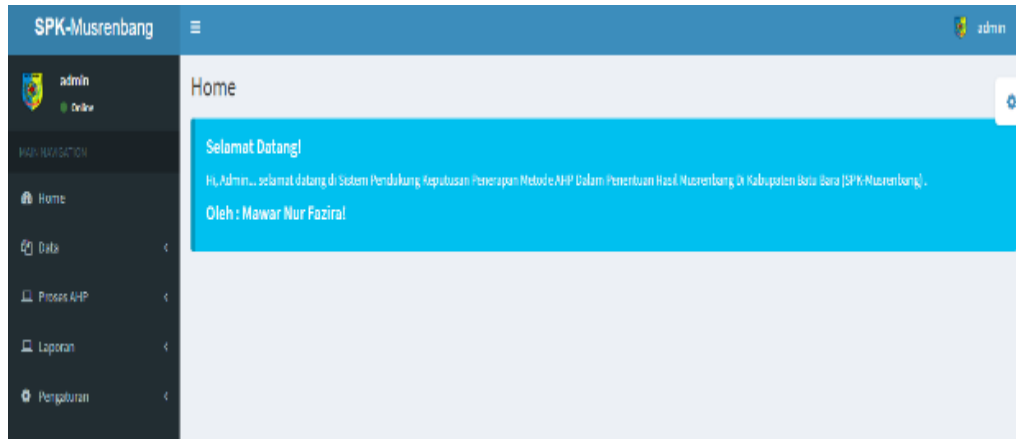 SPK-Musrenbang
admin
admin
Online
MAIN NAVIGATION
Home
Data
Proses AHP
Laporan
Pengaturan
Home
Selamat Datang!
Hi, Admin... selamat datang di Sistem Pendukung Keputusan Penerapan Metode AHP Dalam Penentuan Hasil Musrenbang Di Kabupaten Batu Bara (SPK-Musrenbang) .
Oleh : Mawar Nur Fazira!